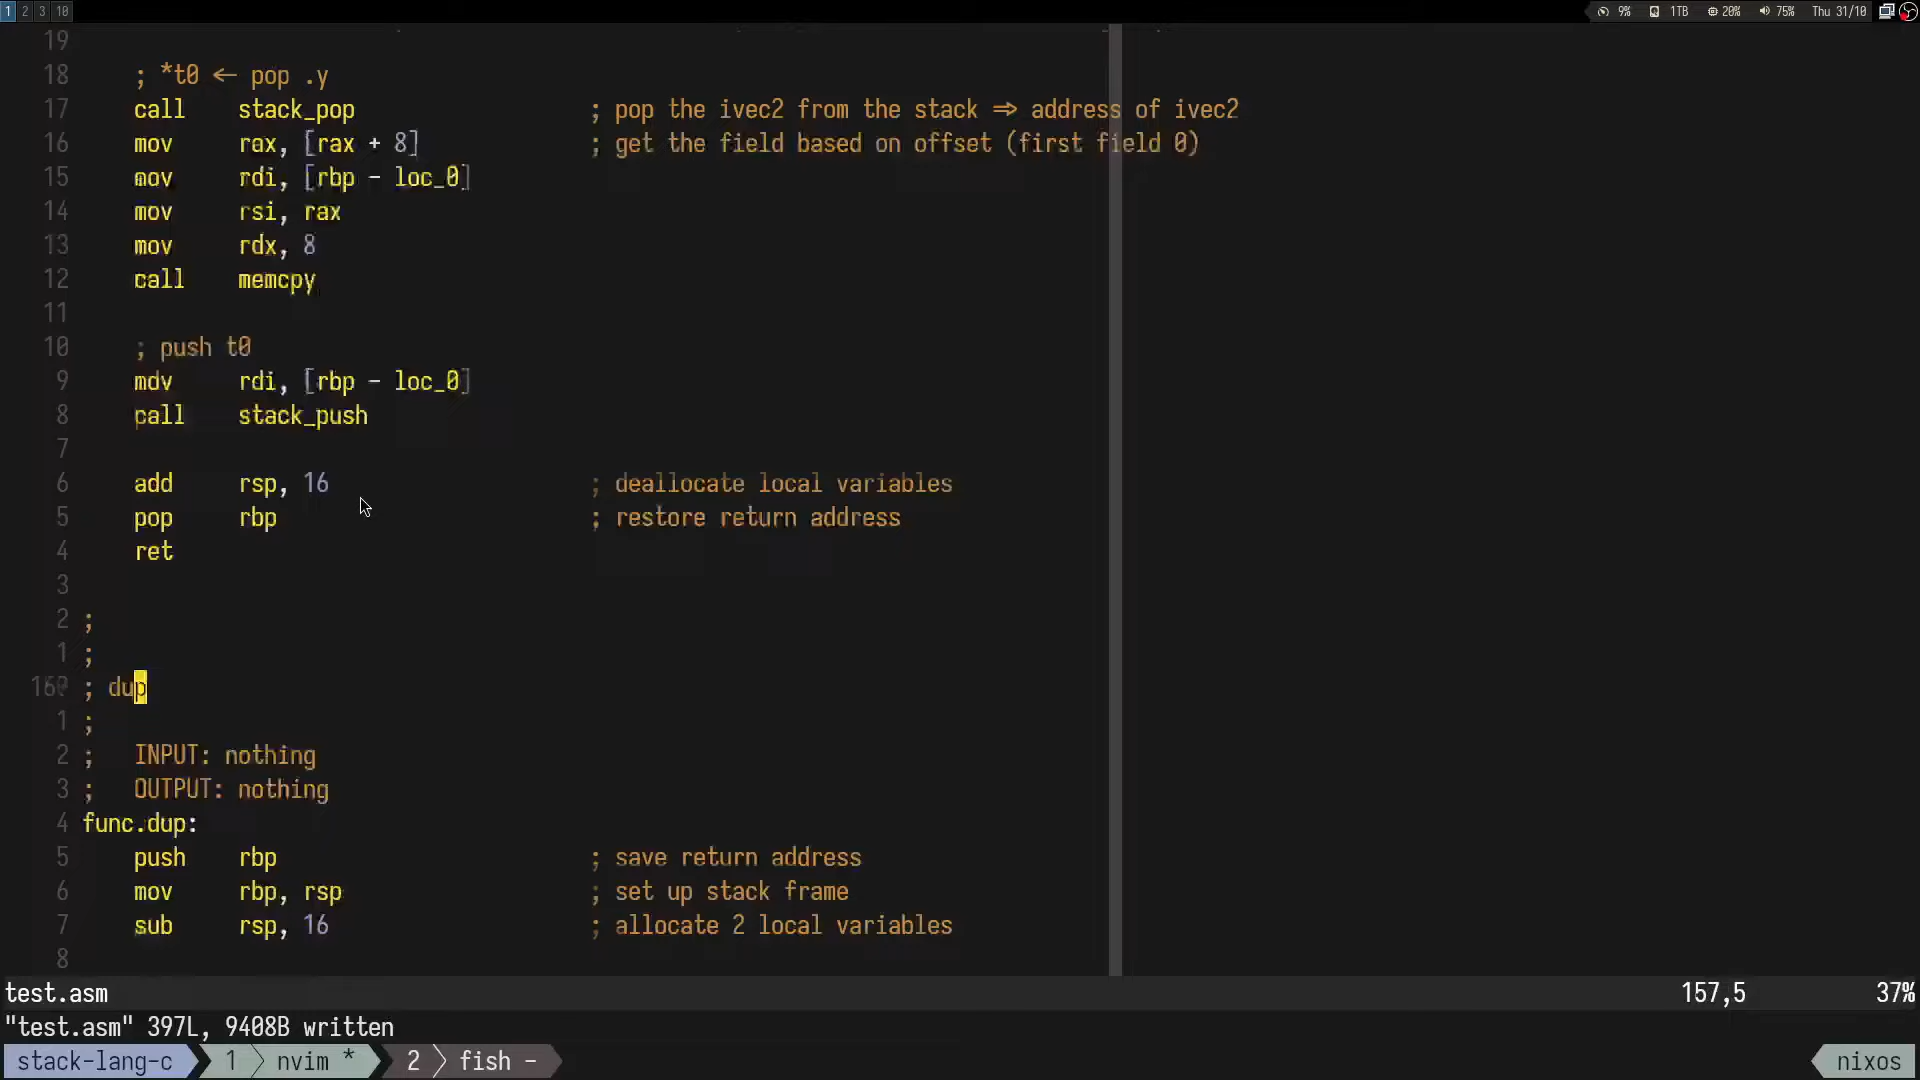 1 2 3 10 9% 1TB 20% 75% Thu 31/10
19
18 ; *t0 <- pop .y
17 call stack_pop ; pop the ivec2 from the stack => address of ivec2
16 mov rax, [rax + 8] ; get the field based on offset (first field 0)
15 mov rdi, [rbp - loc_0]
14 mov rsi, rax
13 mov rdx, 8
12 call memcpy
11
10 ; push t0
9 mov rdi, [rbp - loc_0]
8 call stack_push
7
6 add rsp, 16 ; deallocate local variables
5 pop rbp ; restore return address
4 ret
3
2 ;
1 ;
; dup
1 ;
2 ; INPUT: nothing
3 ; OUTPUT: nothing
4 func.dup:
5 push rbp ; save return address
6 mov rbp, rsp ; set up stack frame
7 sub rsp, 16 ; allocate 2 local variables
8
test.asm 157,5 37%
"test.asm" 397L, 9408B written
stack-lang-c 1 nvim * 2 fish - nixos